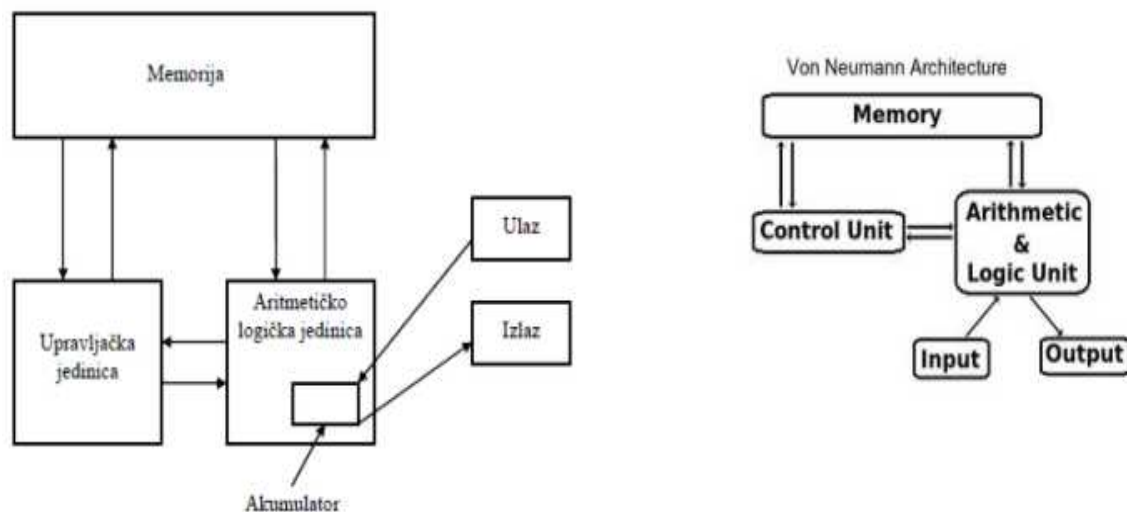 Memorija
Ulaz
Aritmetičko
logička jedinica
Izlaz
Upravljačka
jedinica
Akumulator
Von Neumann Architecture
Memory
Control Unit
Arithmetic
&
Logic Unit
Input
Output